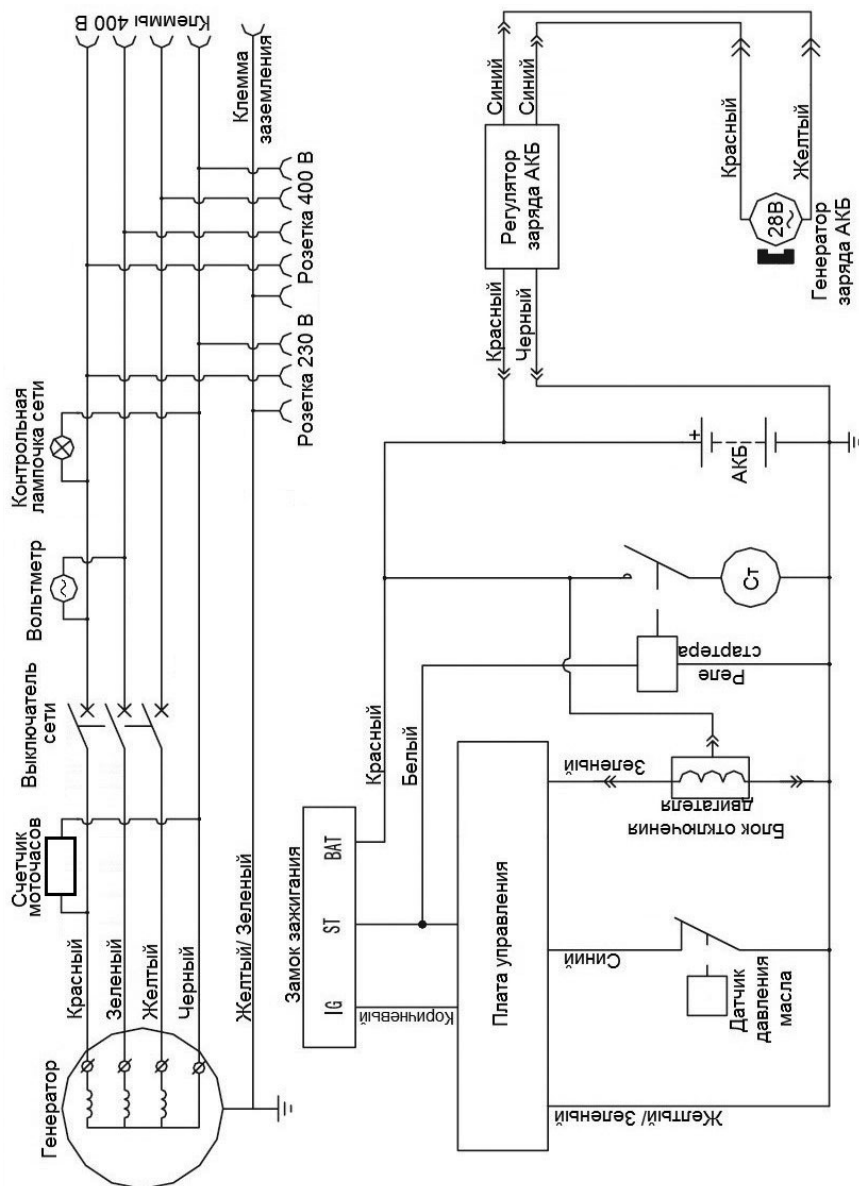 Генератор
Красный
Зеленый
Желтый
Черный
Желтый/ Зеленый
Счетчик
моточасов
Выключатель
сети
Вольтметр
Контрольная
лампочка сети
Розетка 230 В
Розетка 400 В
Клемма
заземления
Клеммы 400 В
Замок зажигания
IG
ST
BAT
Коричневый
Красный
Белый
Плата управления
Желтый/ Зеленый
Синий
Зеленый
Датчик
давления
масла
Блок отключения
двигателя
Реле
стартера
Ст
+
АКБ
Красный
Черный
Регулятор
заряда АКБ
Синий
Синий
Красный
Желтый
28В
Генератор
заряда АКБ